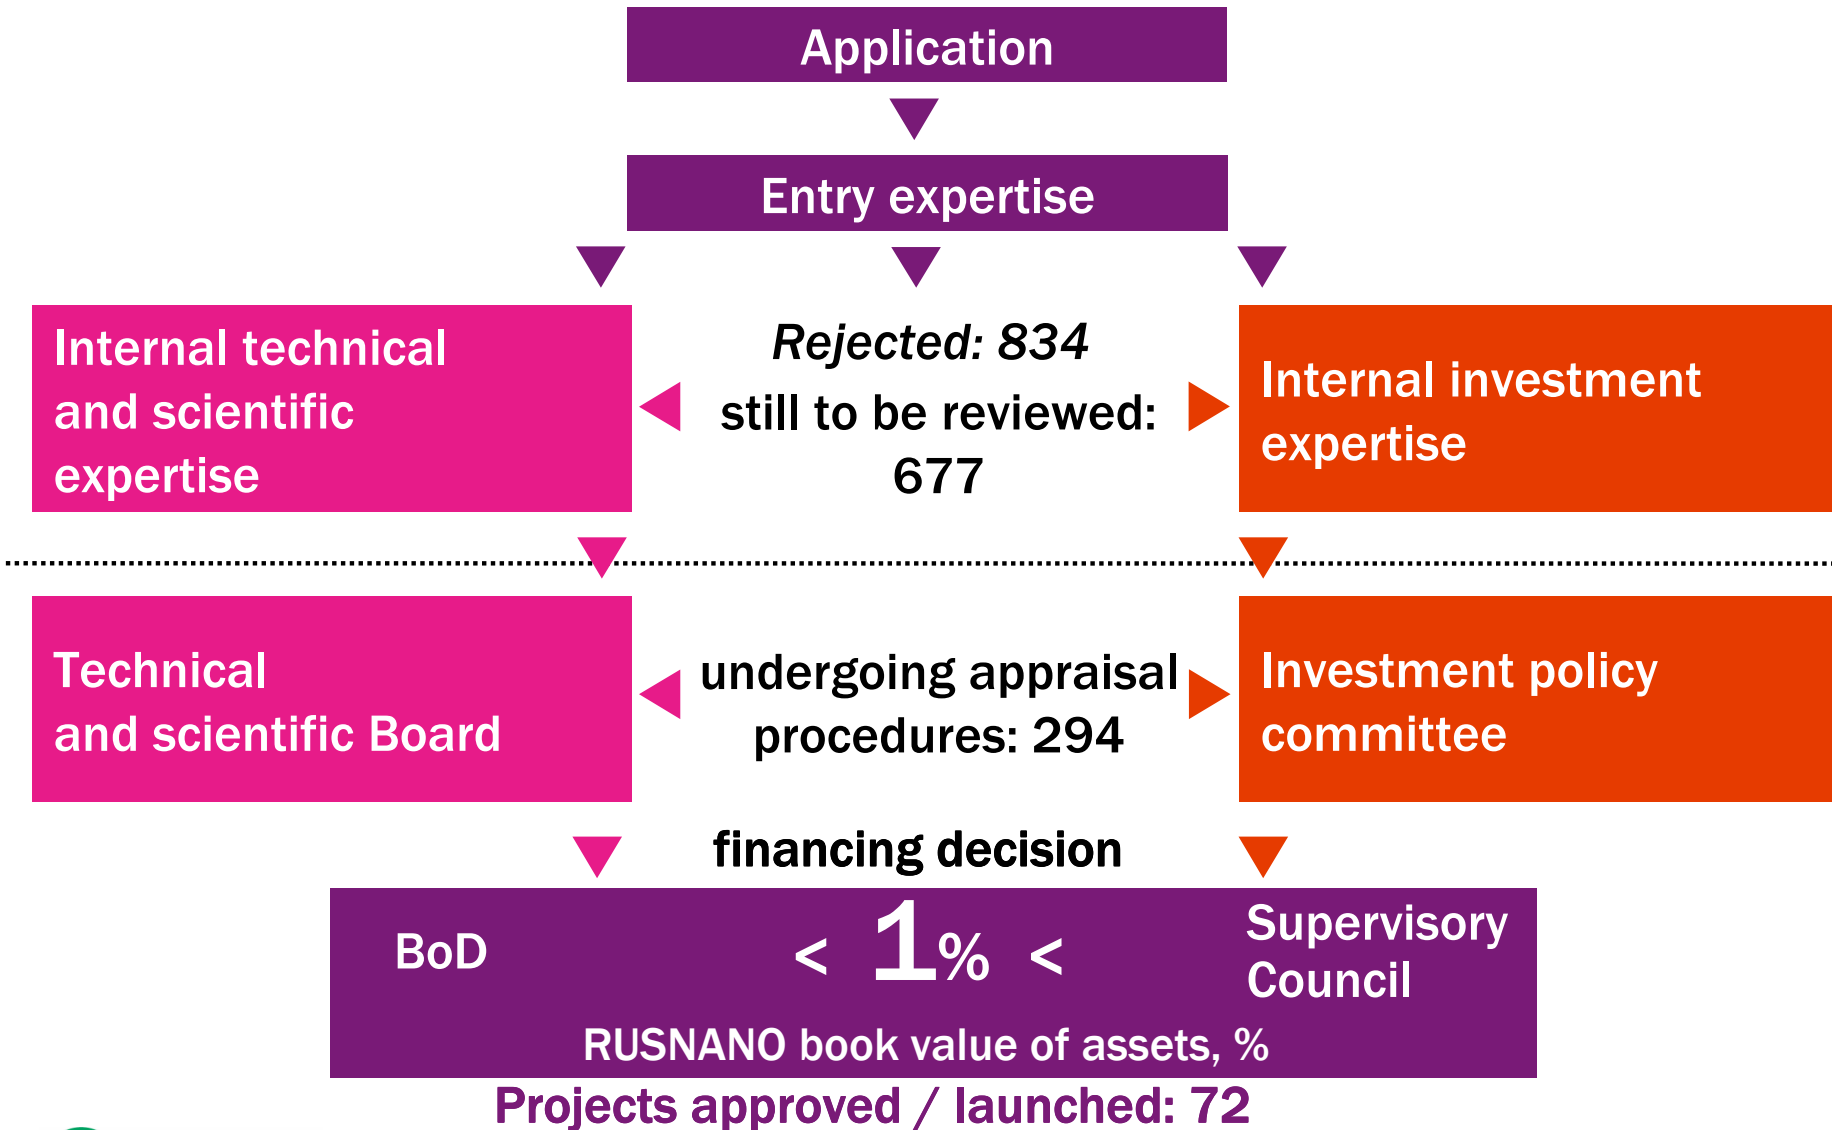 Application
Entry expertise
Internal technical
and scientific
expertise
Rejected: 834
still to be reviewed:
677
Internal investment
expertise
Technical
and scientific Board
undergoing appraisal
procedures: 294
Investment policy
committee
financing decision
BoD
< 1% <
Supervisory
Council
RUSNANO book value of assets, %
Projects approved / launched: 72